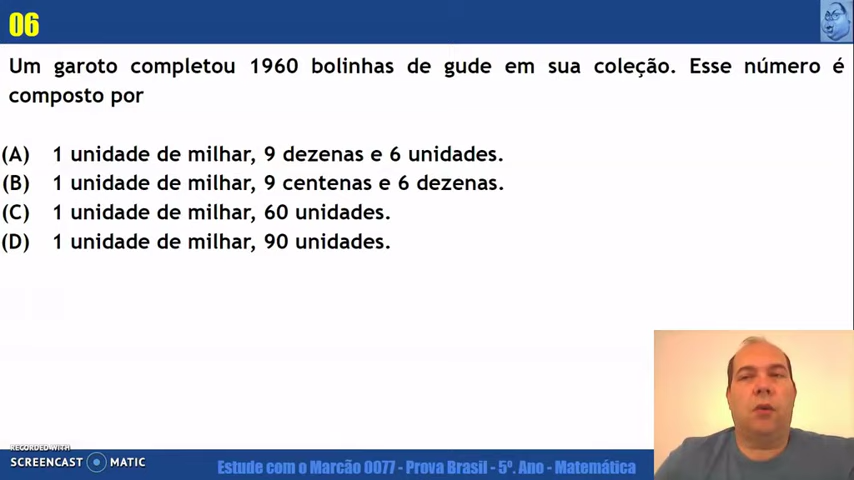 06
Um garoto completou 1960 bolinhas de gude em sua coleção. Esse número é
composto por
(A) 1 unidade de milhar, 9 dezenas e 6 unidades.
(B) 1 unidade de milhar, 9 centenas e 6 dezenas.
(C) 1 unidade de milhar, 60 unidades.
(D) 1 unidade de milhar, 90 unidades.
RECORDED WITH
SCREENCAST MATIC
Estude com o Marcão 0077 - Prova Brasil - 5º. Ano - Matemática